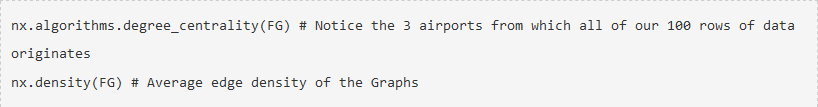 nx.algorithms.degree_centrality(FG) # Notice the 3 airports from which all of our 100 rows of data
originates
nx.density(FG) # Average edge density of the Graphs